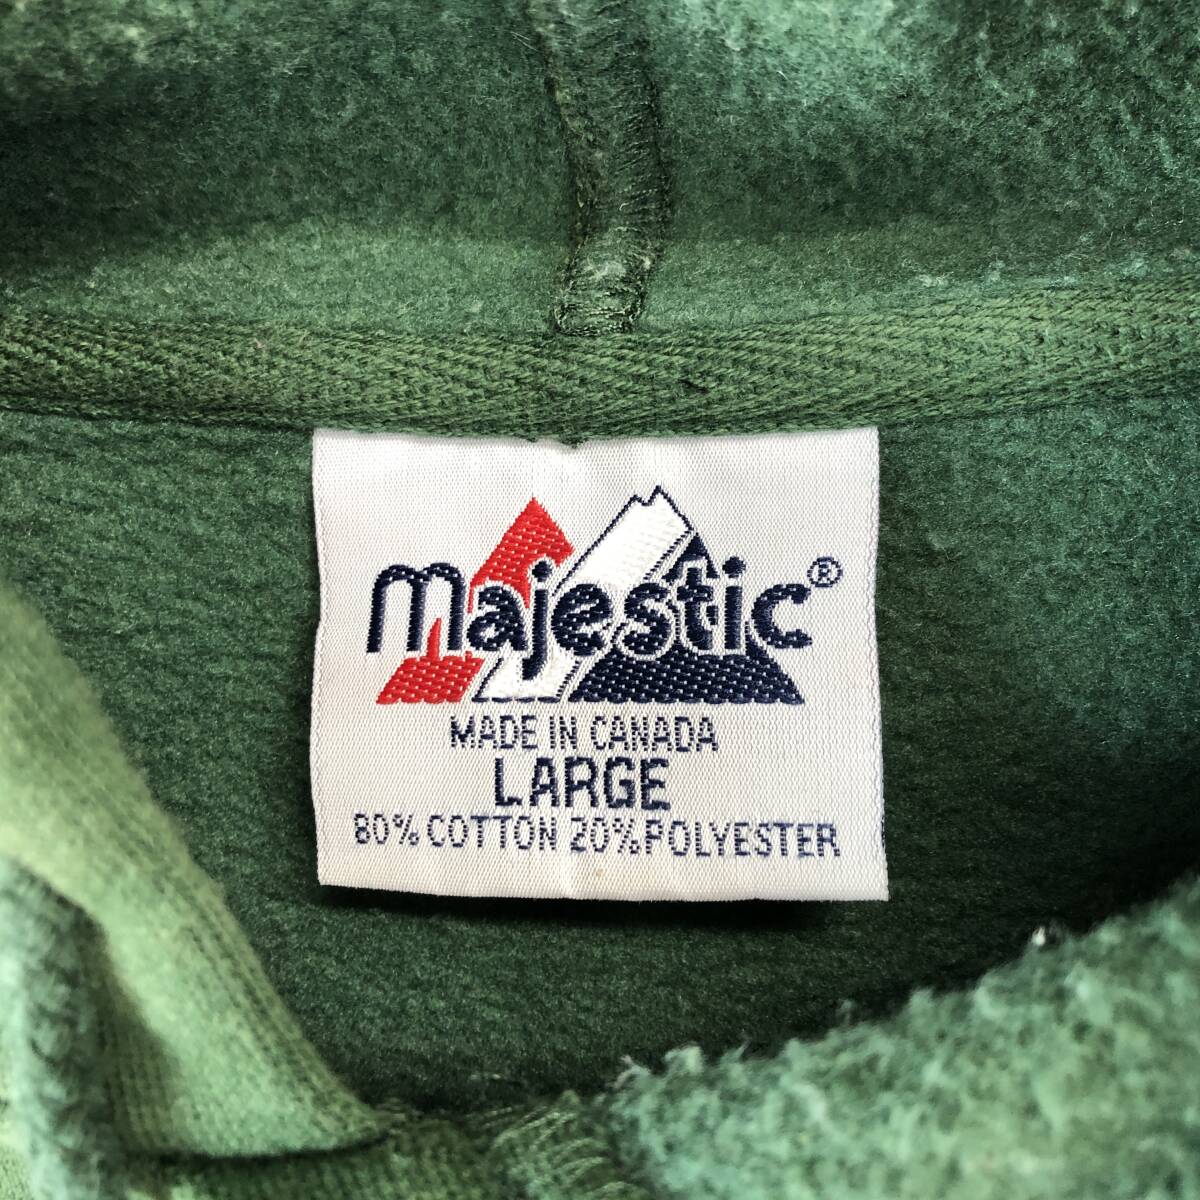 majestic®
MADE IN CANADA
LARGE
80% COTTON 20% POLYESTER